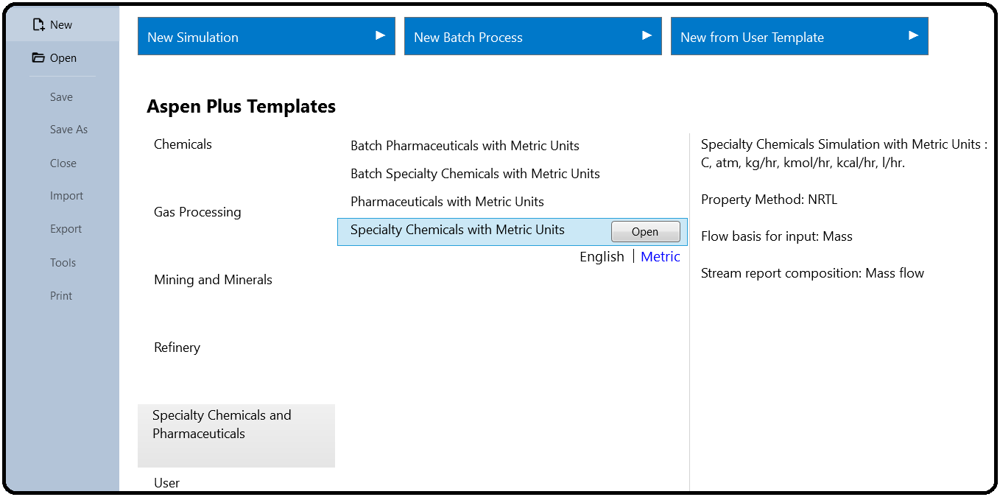 New
Open
Save
Save As
Close
Import
Export
Tools
Print
New Simulation
New Batch Process
New from User Template
Aspen Plus Templates
Chemicals
Gas Processing
Mining and Minerals
Refinery
Specialty Chemicals and
Pharmaceuticals
User
Batch Pharmaceuticals with Metric Units
Batch Specialty Chemicals with Metric Units
Pharmaceuticals with Metric Units
Specialty Chemicals with Metric Units
Open
English | Metric
Specialty Chemicals Simulation with Metric Units :
C, atm, kg/hr, kmol/hr, kcal/hr, l/hr.
Property Method: NRTL
Flow basis for input: Mass
Stream report composition: Mass flow